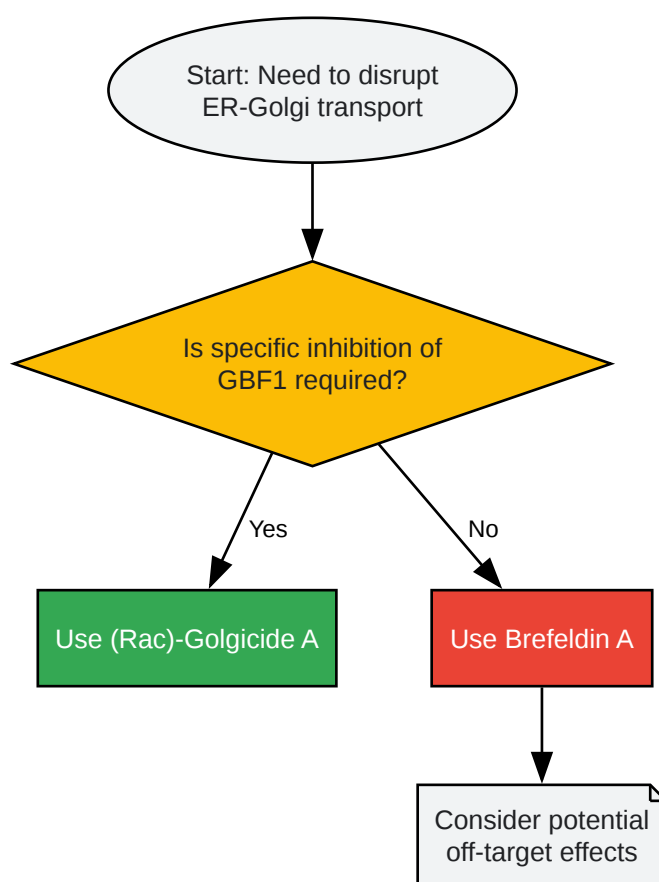 Start: Need to disrupt
ER-Golgi transport
Is specific inhibition of
GBF1 required?
Yes
No
Use (Rac)-Golgicide A
Use Brefeldin A
Consider potential
off-target effects